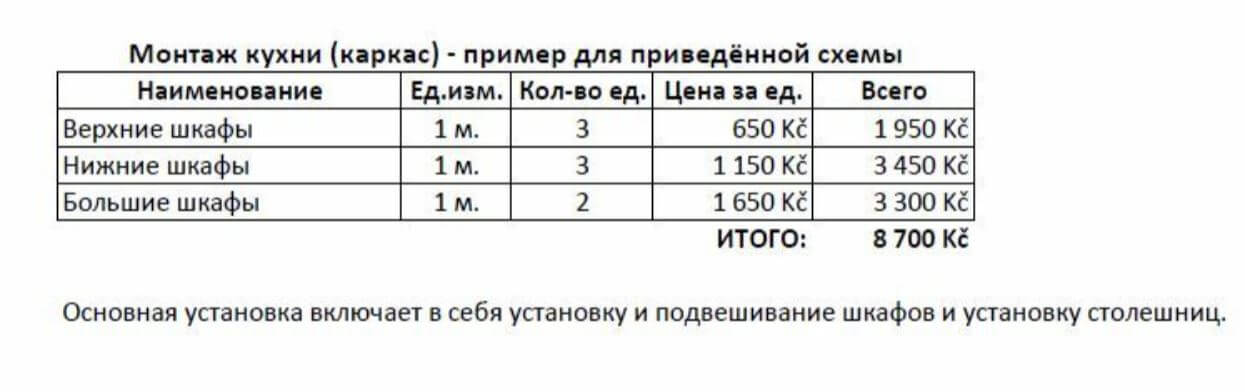 Монтаж кухни (каркас) - пример для приведённой схемы
Наименование Ед.изм. Кол-во ед. Цена за ед. Всего
Верхние шкафы 1 м. 3 650 Kč 1 950 Kč
Нижние шкафы 1 м. 3 1 150 Kč 3 450 Kč
Большие шкафы 1 м. 2 1 650 Kč 3 300 Kč
ИТОГО: 8 700 Kč
Основная установка включает в себя установку и подвешивание шкафов и установку столешниц.